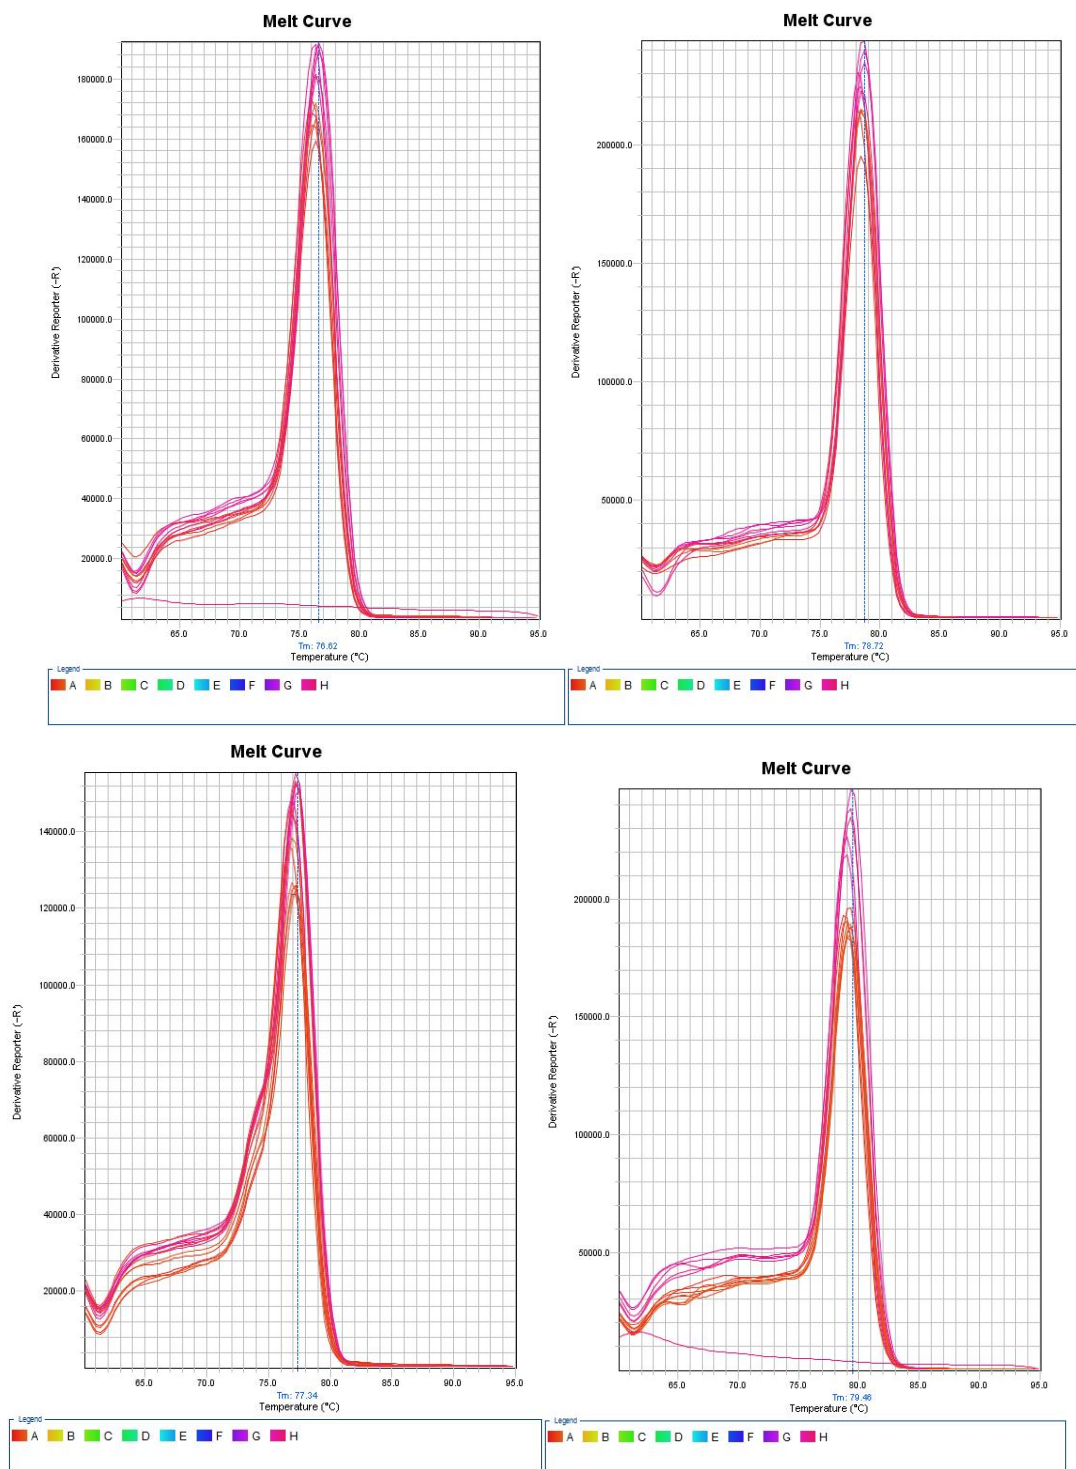 Melt Curve
Derivative Reporter (-R')
180000.0
160000.0
140000.0
120000.0
100000.0
80000.0
60000.0
40000.0
20000.0
65.0 70.0 75.0 80.0 85.0 90.0 95.0
Tm: 76.62
Temperature (°C)
Legend
A B C D E F G H
Melt Curve
Derivative Reporter (-R')
200000.0
150000.0
100000.0
50000.0
65.0 70.0 75.0 80.0 85.0 90.0 95.0
Tm: 78.72
Temperature (°C)
Legend
A B C D E F G H
Melt Curve
Derivative Reporter (-R')
140000.0
120000.0
100000.0
80000.0
60000.0
40000.0
20000.0
65.0 70.0 75.0 80.0 85.0 90.0 95.0
Tm: 77.34
Temperature (°C)
Legend
A B C D E F G H
Melt Curve
Derivative Reporter (-R')
200000.0
150000.0
100000.0
50000.0
65.0 70.0 75.0 80.0 85.0 90.0 95.0
Tm: 79.46
Temperature (°C)
Legend
A B C D E F G H